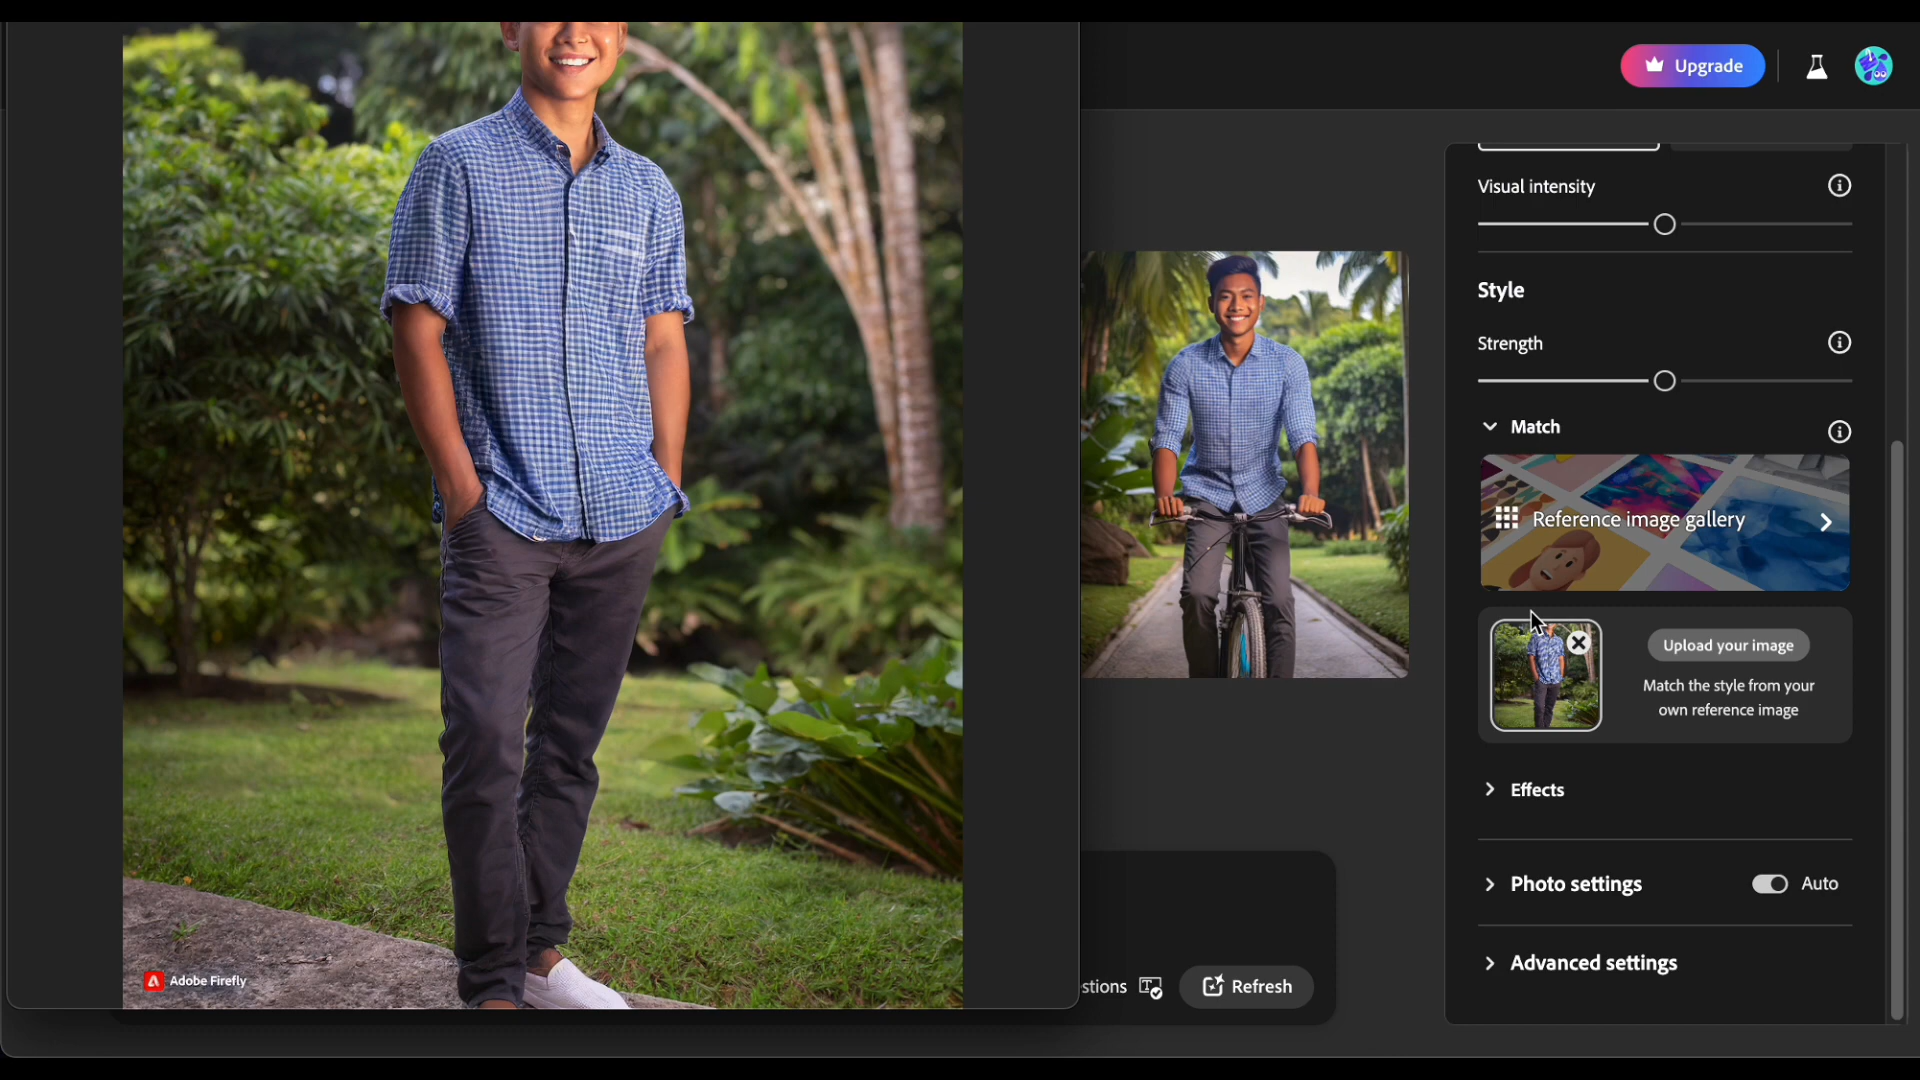 Upgrade
Visual intensity
Style
Strength
Match
Reference image gallery
Upload your image
Match the style from your
own reference image
Effects
Photo settings
Auto
Advanced settings
Adobe Firefly
Refresh